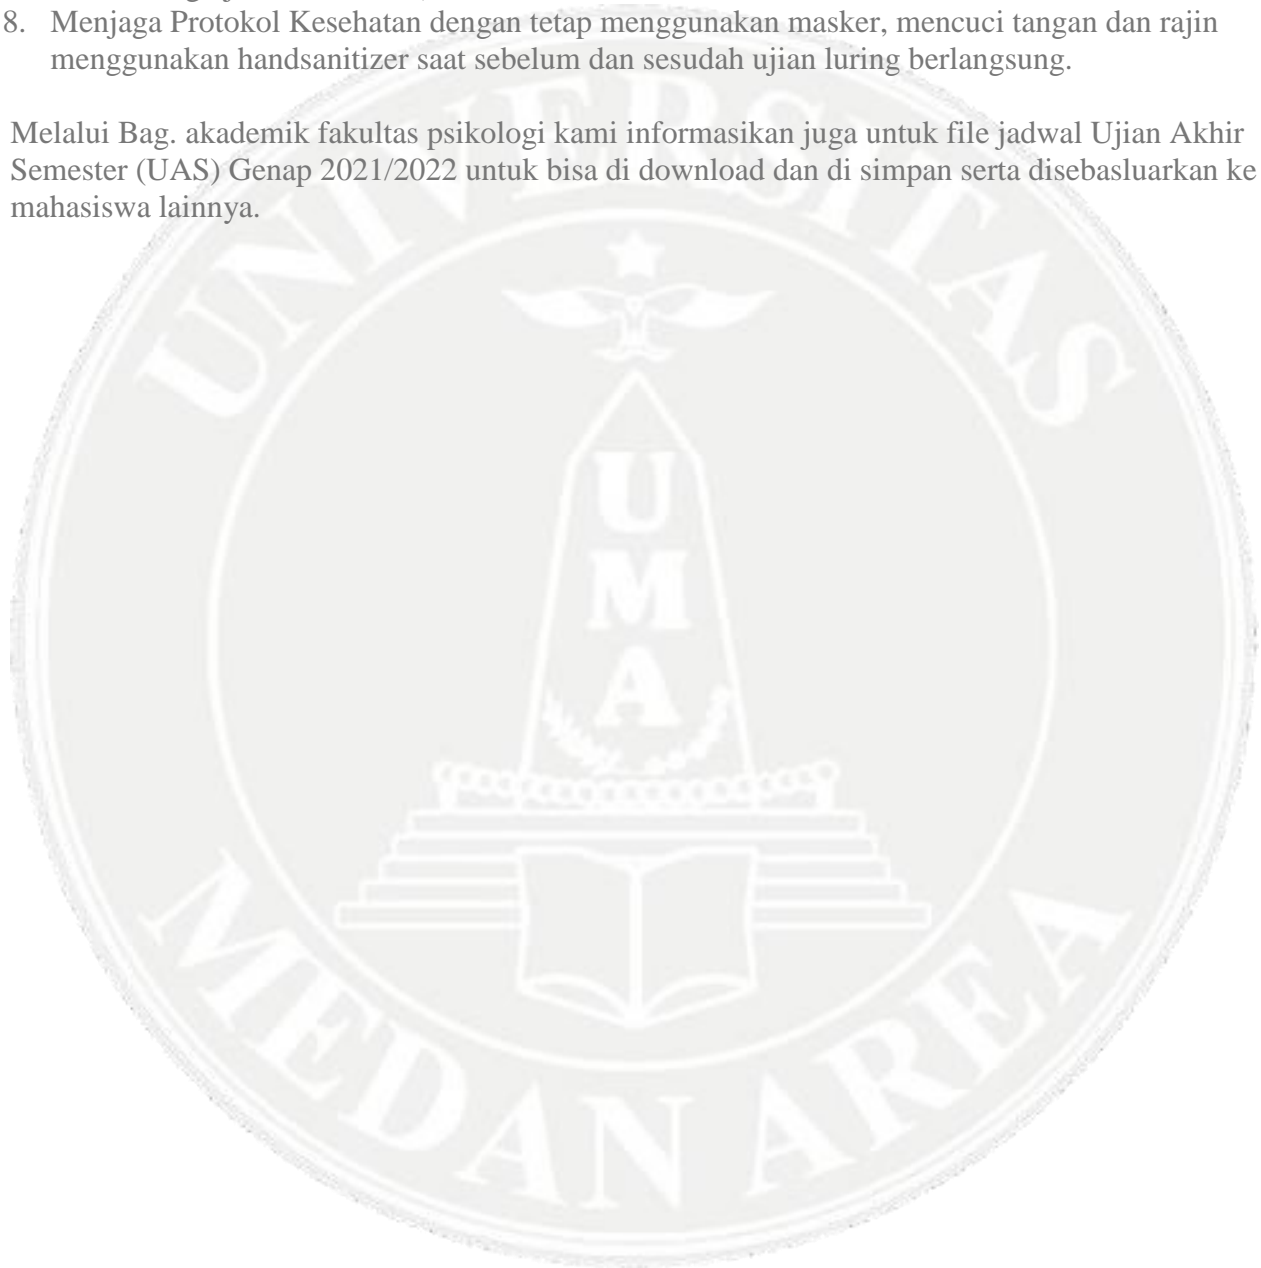 8. Menjaga Protokol Kesehatan dengan tetap menggunakan masker, mencuci tangan dan rajin
menggunakan handsanitizer saat sebelum dan sesudah ujian luring berlangsung.
Melalui Bag. akademik fakultas psikologi kami informasikan juga untuk file jadwal Ujian Akhir
Semester (UAS) Genap 2021/2022 untuk bisa di download dan di simpan serta disebasluarkan ke
mahasiswa lainnya.
UNIVERSITAS
U
M
A
MEDAN AREA